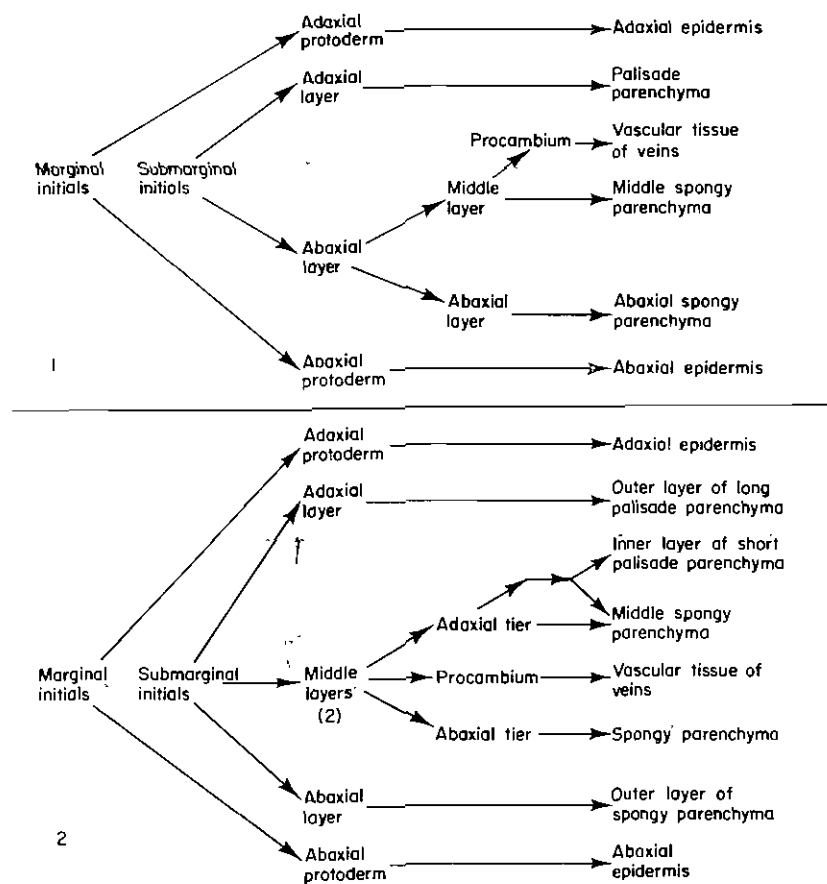 Adaxial
protoderm
Adaxial epidermis
Adaxial
layer
Palisade
parenchyma
Procambium
Vascular tissue
of veins
Marginal
initials
Submarginal
initials
Middle
layer
Middle spongy
parenchyma
Abaxial
layer
Abaxial
layer
Abaxial spongy
parenchyma
1
Abaxial
protoderm
Abaxial epidermis
Adaxial
protoderm
Adaxial epidermis
Adaxial
layer
Outer layer of long
palisade parenchyma
Inner layer of short
palisade parenchyma
Adaxial tier
Middle spongy
parenchyma
Marginal
initials
Submarginal
initials
Middle
layers
(2)
Procambium
Vascular tissue of
veins
Abaxial tier
Spongy parenchyma
Abaxial
layer
Outer layer of
spongy parenchyma
2
Abaxial
protoderm
Abaxial
epidermis